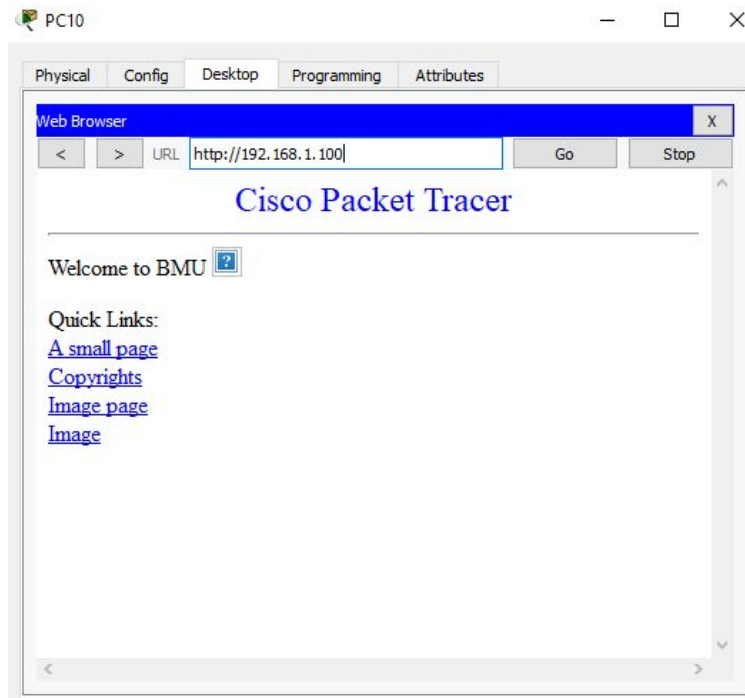 PC10
Physical Config Desktop Programming Attributes
Web Browser X
< > URL http://192.168.1.100 Go Stop
Cisco Packet Tracer
Welcome to BMU ?
Quick Links:
A small page
Copyrights
Image page
Image